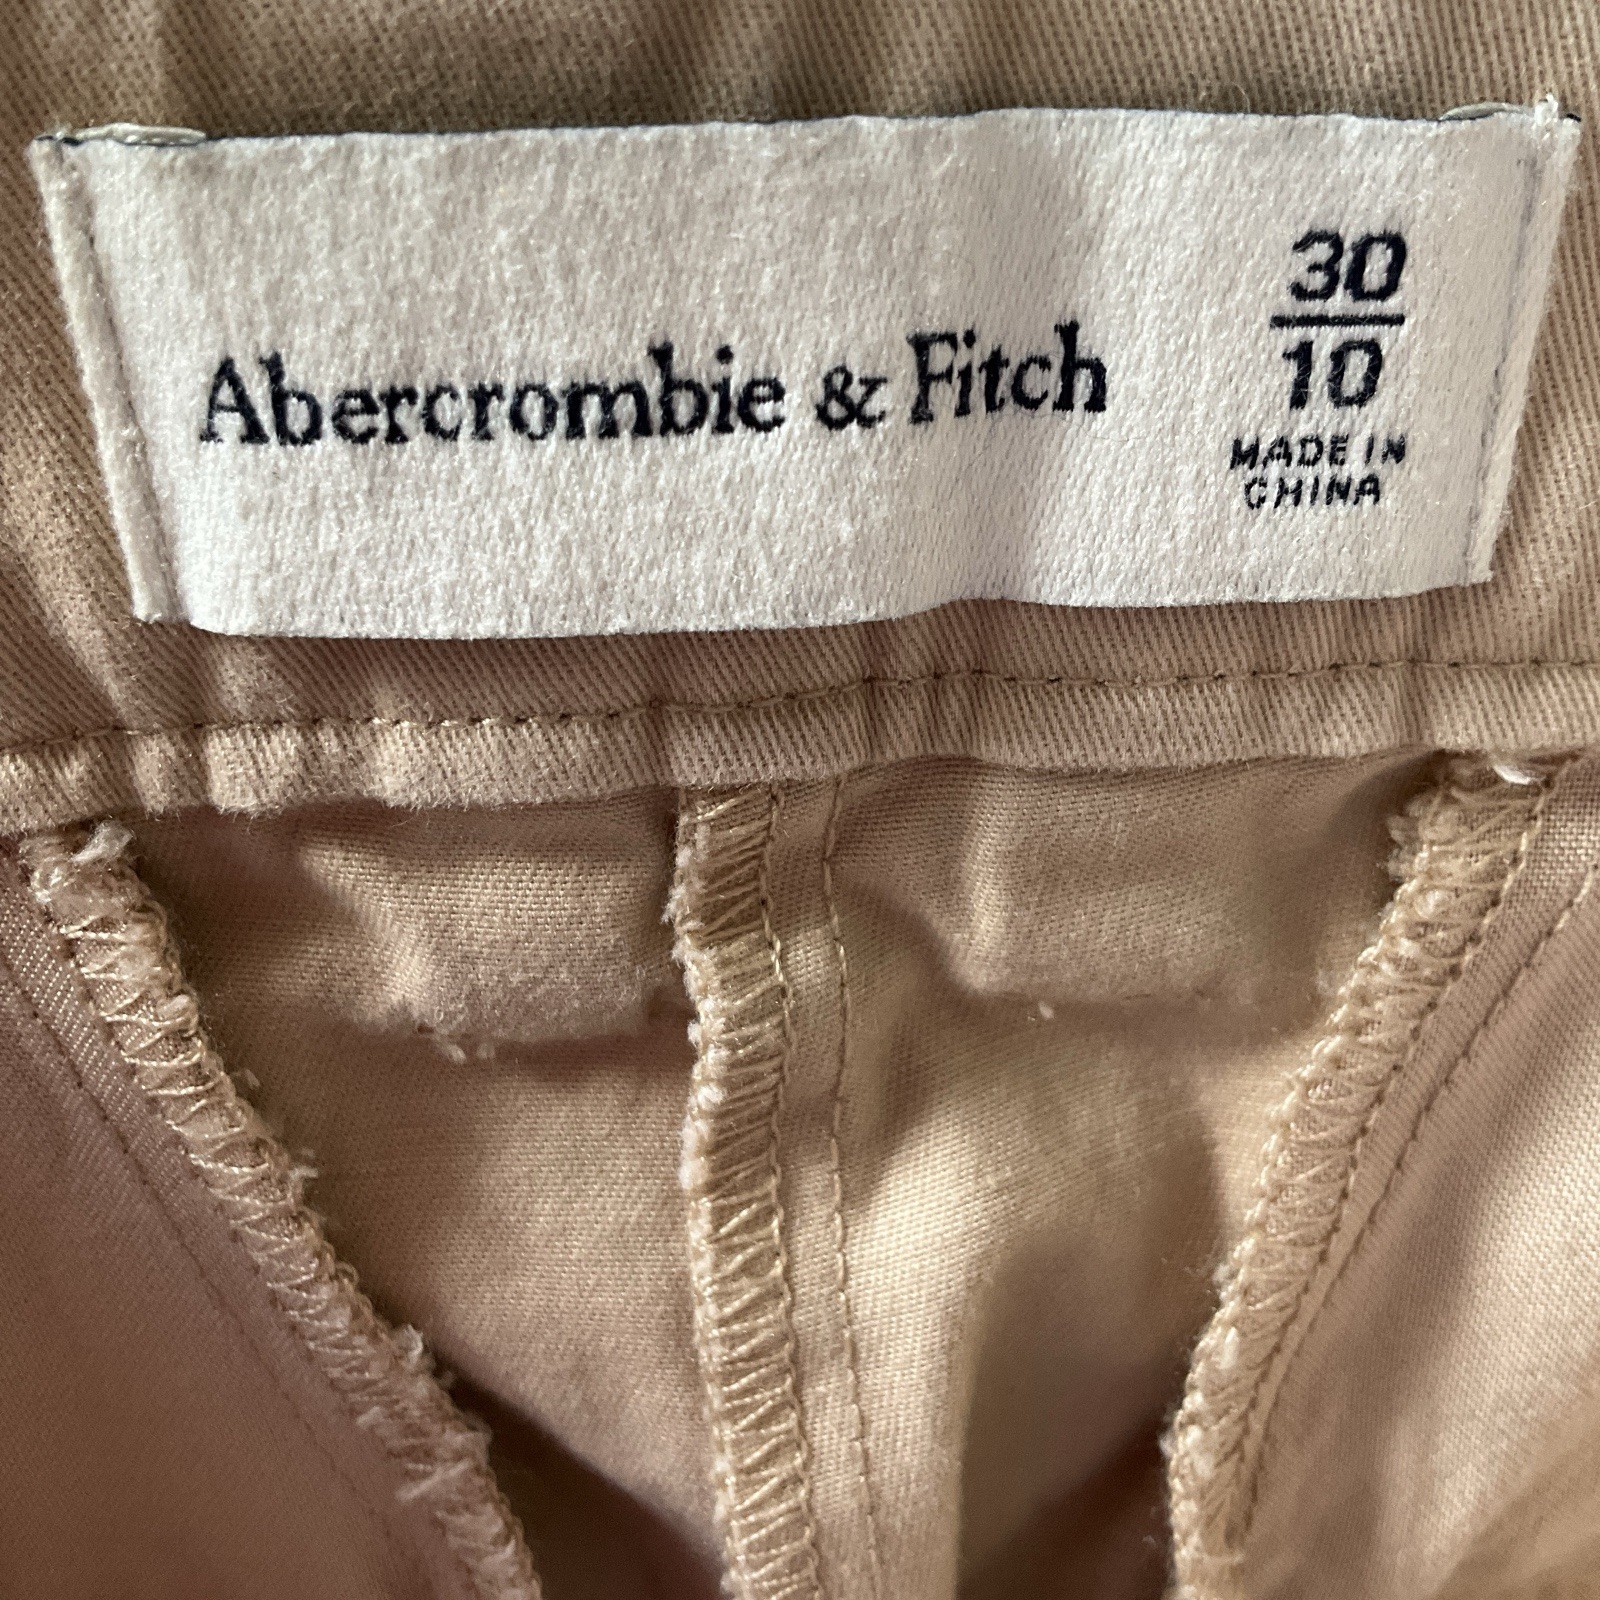 Abercrombie & Fitch
30
10
MADE IN
CHINA